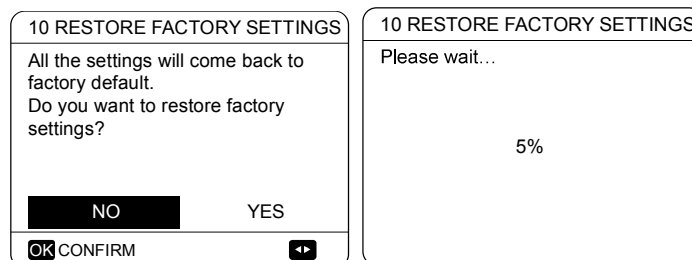 10 RESTORE FACTORY SETTINGS
All the settings will come back to
factory default.
Do you want to restore factory
settings?
NO YES
OK CONFIRM
10 RESTORE FACTORY SETTINGS
Please wait...
5%